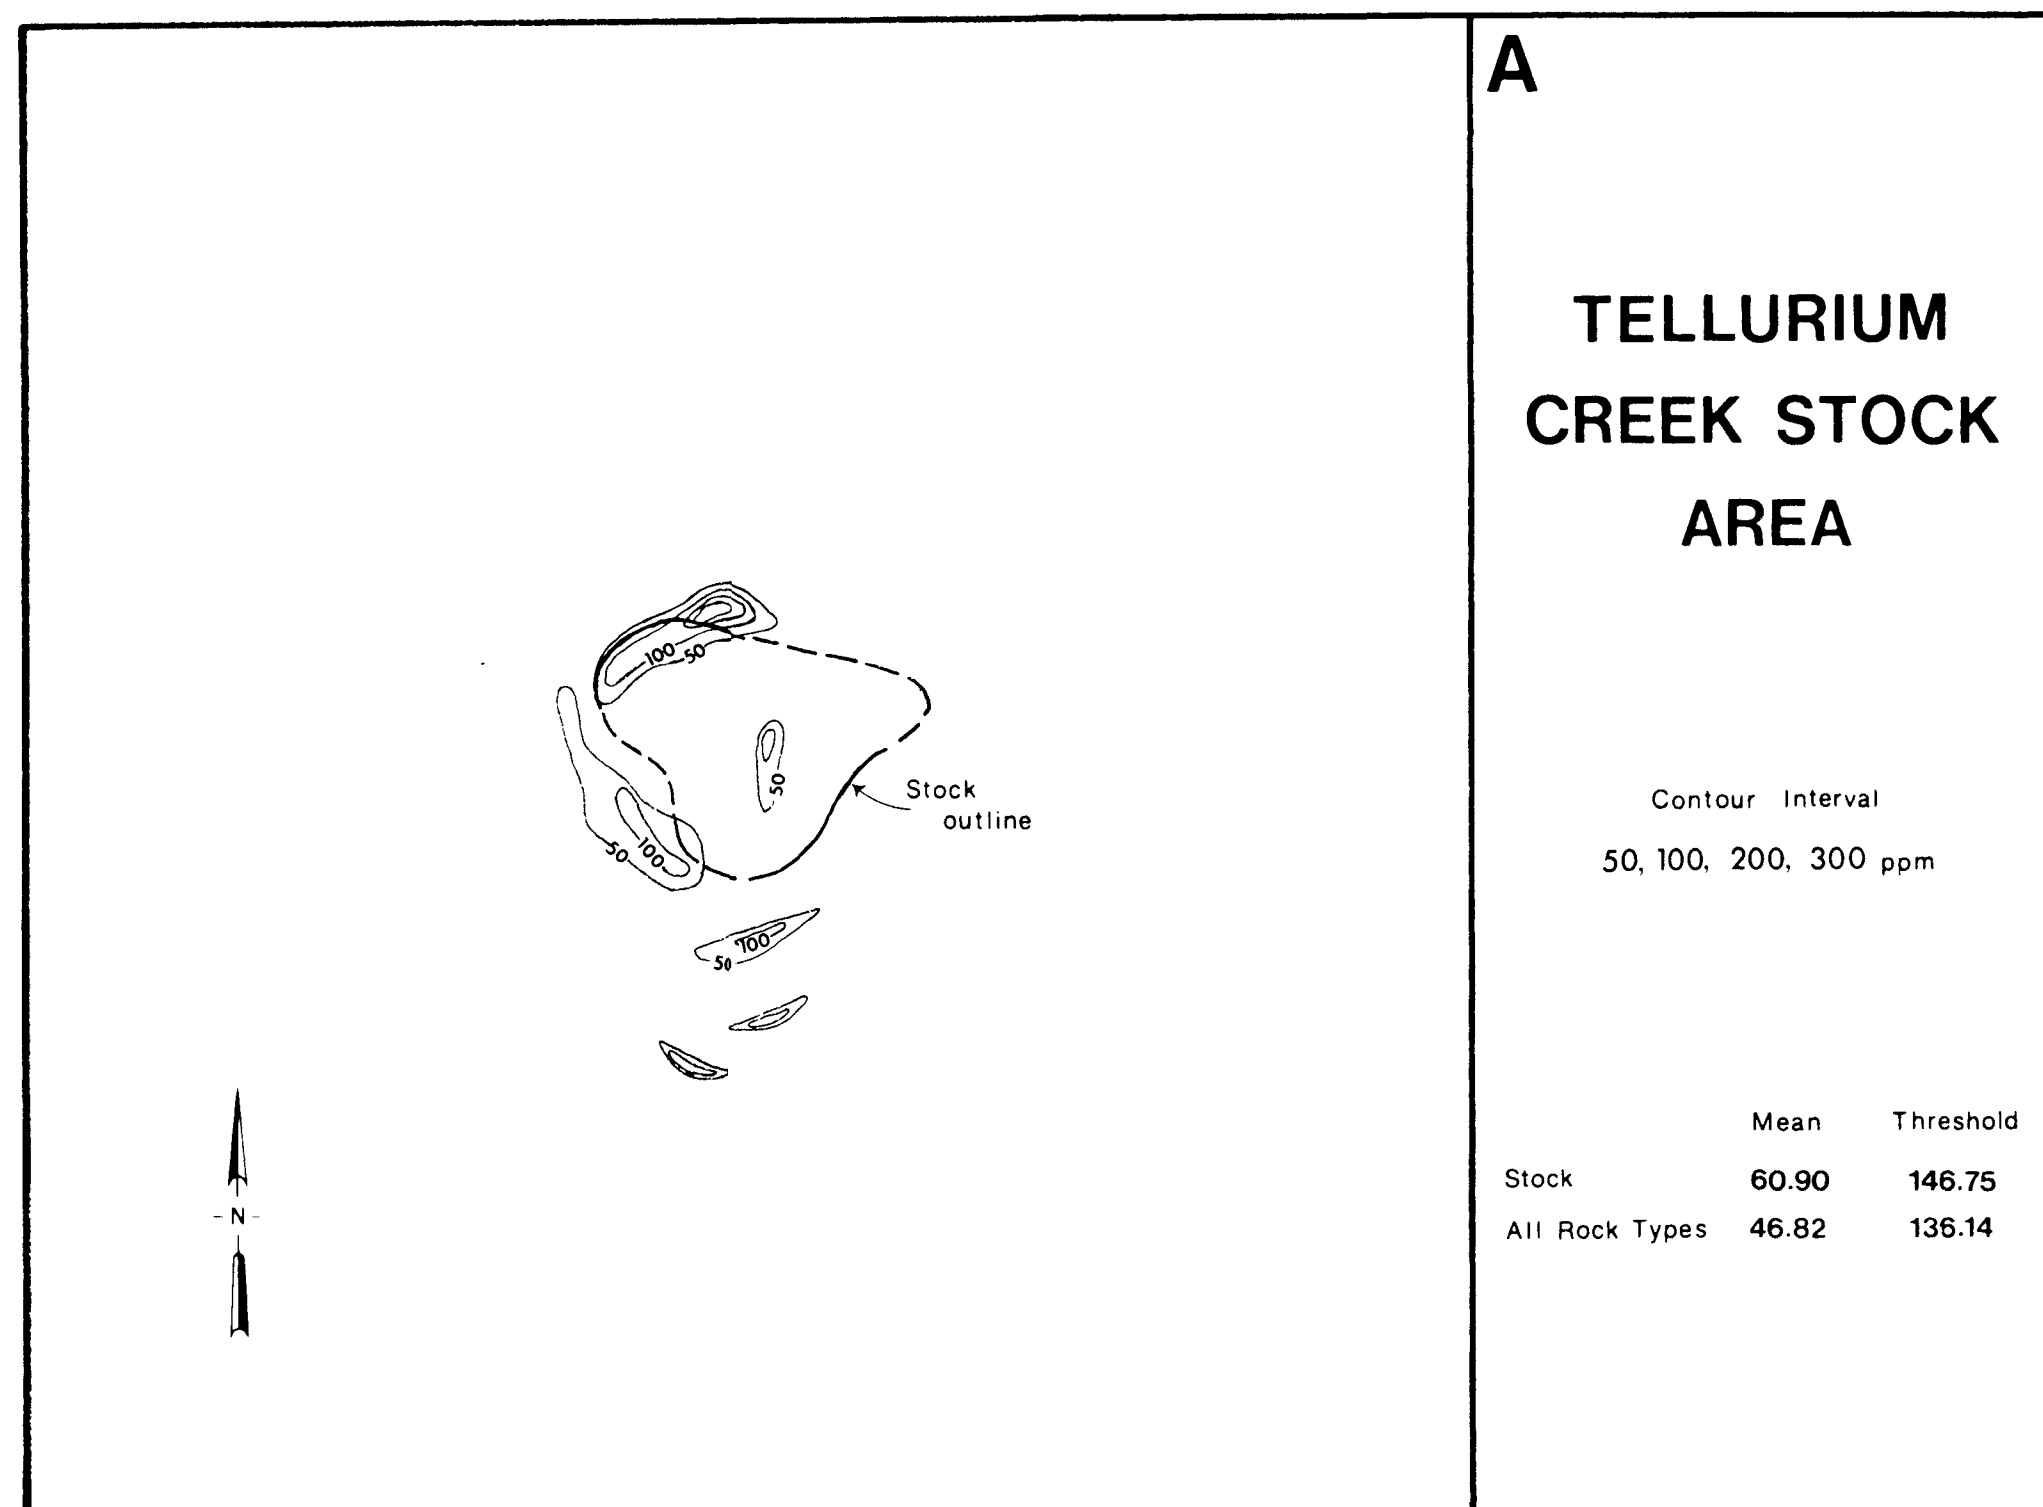 A
TELLURIUM
CREEK STOCK
AREA
100
50
50
Stock
outline
50
100
100
50
Contour Interval
50, 100, 200, 300 ppm
Mean Threshold
Stock 60.90 146.75
All Rock Types 46.82 136.14
- N -